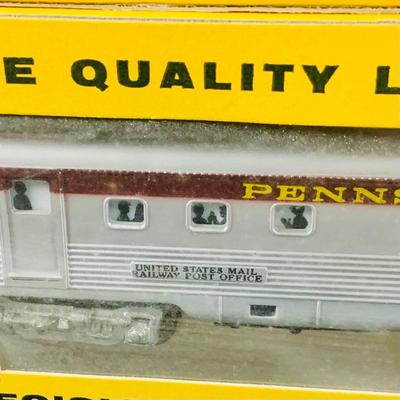 E QUALITY L
PENNS
UNITED STATES MAIL
RAILWAY POST OFFICE